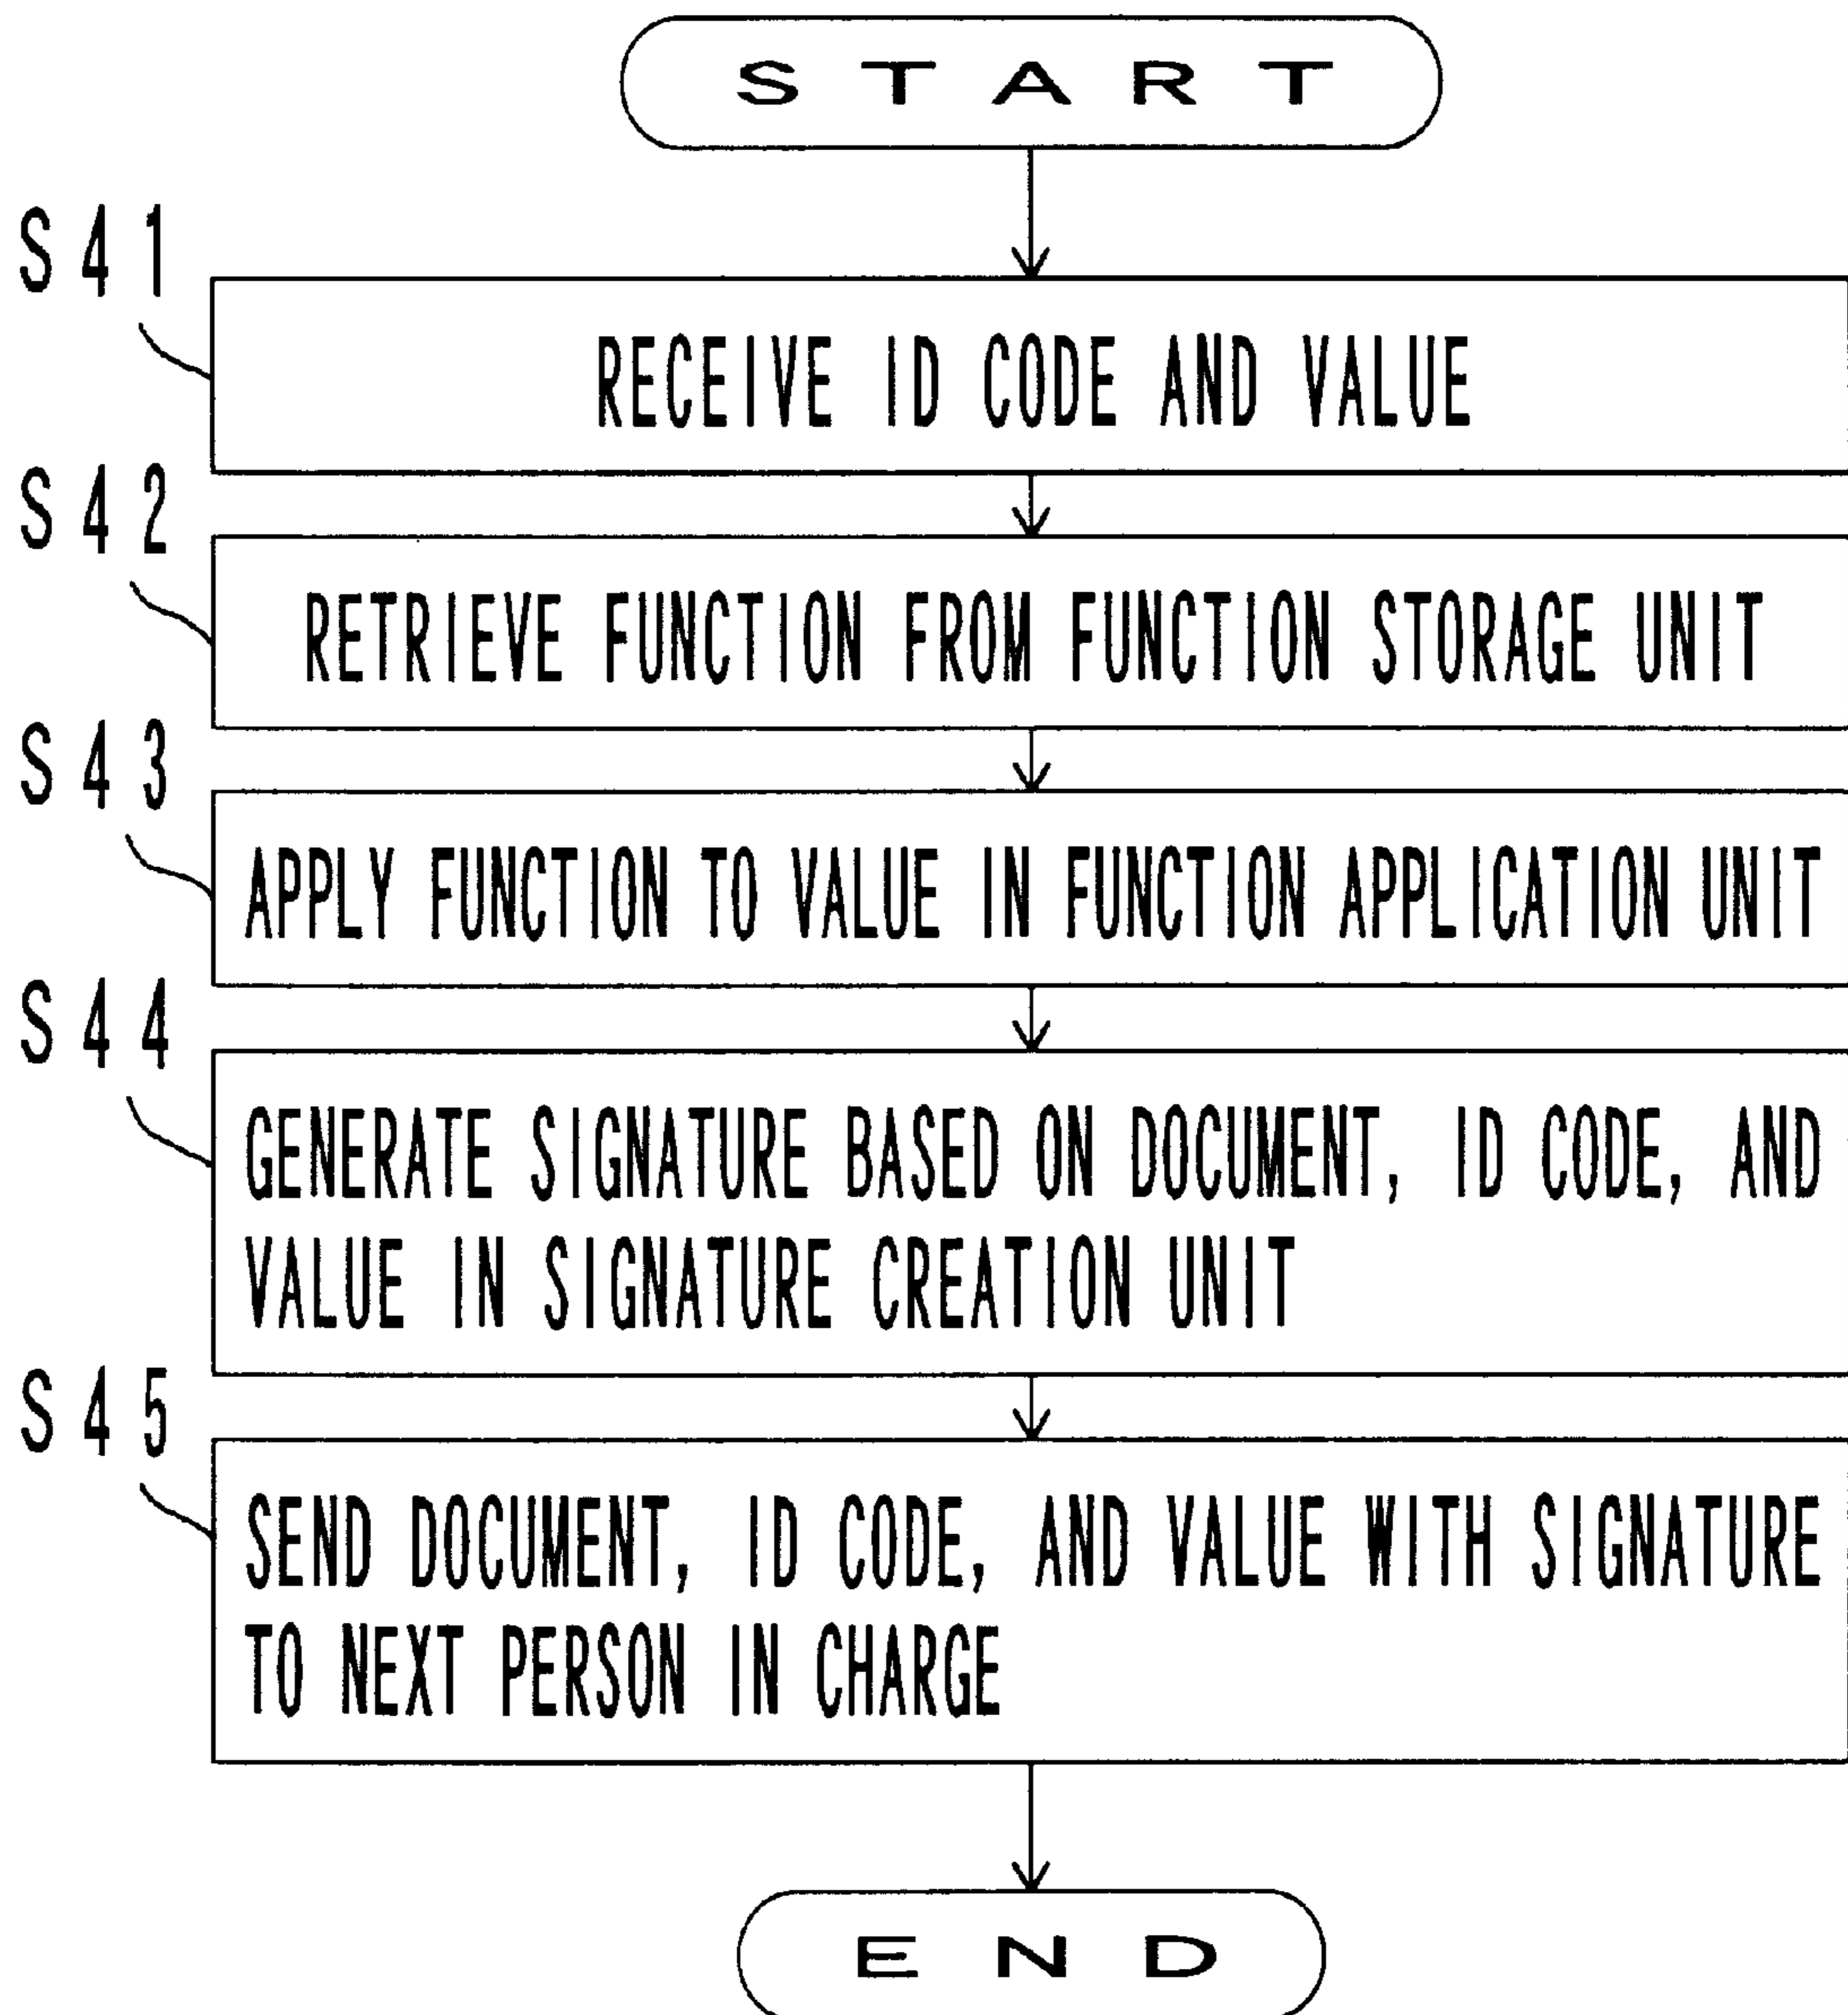 START
S41
RECEIVE ID CODE AND VALUE
S42
RETRIEVE FUNCTION FROM FUNCTION STORAGE UNIT
S43
APPLY FUNCTION TO VALUE IN FUNCTION APPLICATION UNIT
S44
GENERATE SIGNATURE BASED ON DOCUMENT, ID CODE, AND
VALUE IN SIGNATURE CREATION UNIT
S45
SEND DOCUMENT, ID CODE, AND VALUE WITH SIGNATURE
TO NEXT PERSON IN CHARGE
END